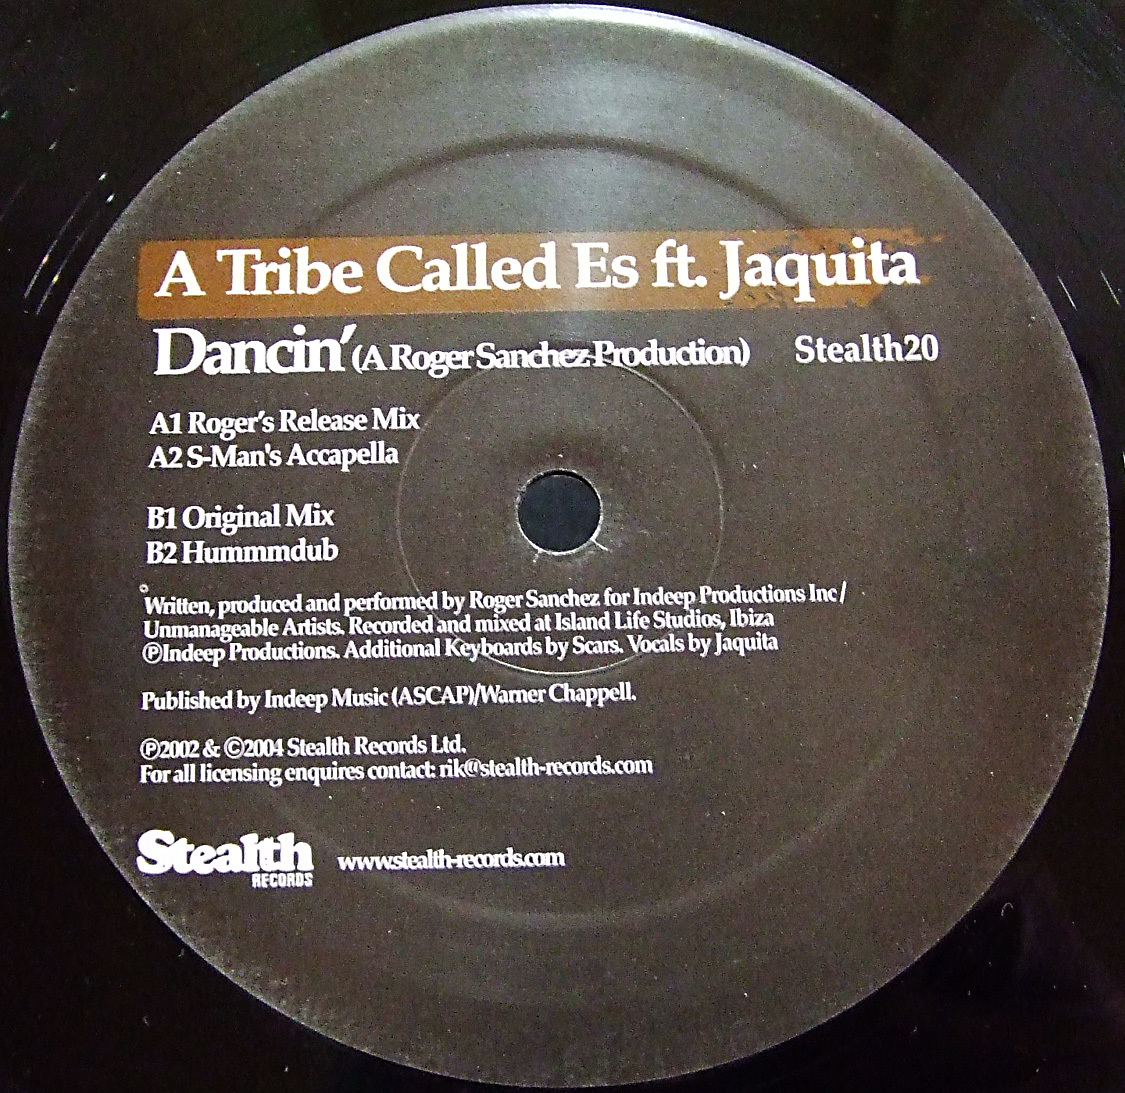 A Tribe Called Es ft. Jaquita
Dancin' (A Roger Sanchez Production) Stealth20
A1 Roger's Release Mix
A2 S-Man's Accapella
B1 Original Mix
B2 Hummmdub
Written, produced and performed by Roger Sanchez for Indeep Productions Inc/
Unmanageable Artists. Recorded and mixed at Island Life Studios, Ibiza
ⓅIndeep Productions. Additional Keyboards by Scars. Vocals by Jaquita
Published by Indeep Music (ASCAP)/Warner Chappell.
Ⓟ2002 & ©2004 Stealth Records Ltd.
For all licensing enquires contact: rik@stealth-records.com
Stealth
RECORDS
www.stealth-records.com